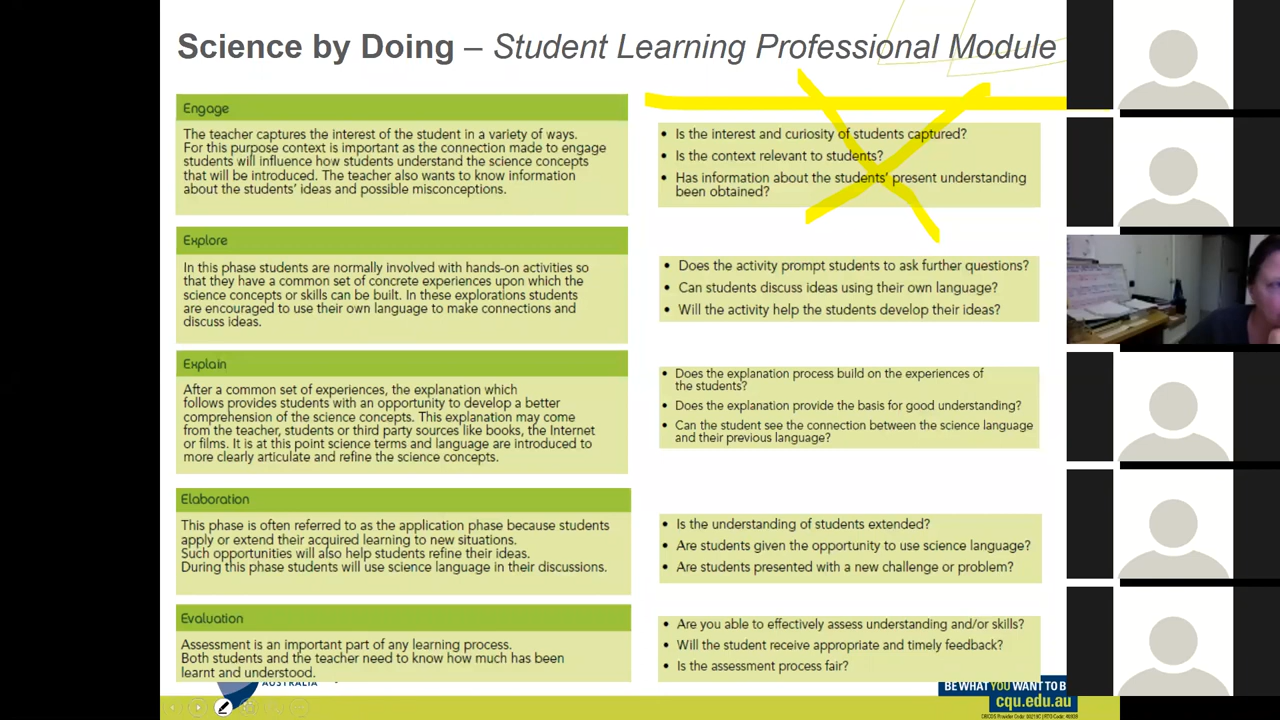 Science by Doing – Student Learning Professional Module
Engage
The teacher captures the interest of the student in a variety of ways.
For this purpose context is important as the connection made to engage
students will influence how students understand the science concepts
that will be introduced. The teacher also wants to know information
about the students' ideas and possible misconceptions.
• Is the interest and curiosity of students captured?
• Is the context relevant to students?
• Has information about the students' present understanding
been obtained?
Explore
In this phase students are normally involved with hands-on activities so
that they have a common set of concrete experiences upon which the
science concepts or skills can be built. In these explorations students
are encouraged to use their own language to make connections and
discuss ideas.
• Does the activity prompt students to ask further questions?
• Can students discuss ideas using their own language?
• Will the activity help the students develop their ideas?
Explain
After a common set of experiences, the explanation which
follows provides students with an opportunity to develop a better
comprehension of the science concepts. This explanation may come
from the teacher, students or third party sources like books, the Internet
or films. It is at this point science terms and language are introduced to
more clearly articulate and refine the science concepts.
• Does the explanation process build on the experiences of
the students?
• Does the explanation provide the basis for good understanding?
• Can the student see the connection between the science language
and their previous language?
Elaboration
This phase is often referred to as the application phase because students
apply or extend their acquired learning to new situations.
Such opportunities will also help students refine their ideas.
During this phase students will use science language in their discussions.
• Is the understanding of students extended?
• Are students given the opportunity to use science language?
• Are students presented with a new challenge or problem?
Evaluation
Assessment is an important part of any learning process.
Both students and the teacher need to know how much has been
learnt and understood.
• Are you able to effectively assess understanding and/or skills?
• Will the student receive appropriate and timely feedback?
• Is the assessment process fair?
AUSTRALIA
BE WHAT YOU WANT TO B
cqu.edu.au